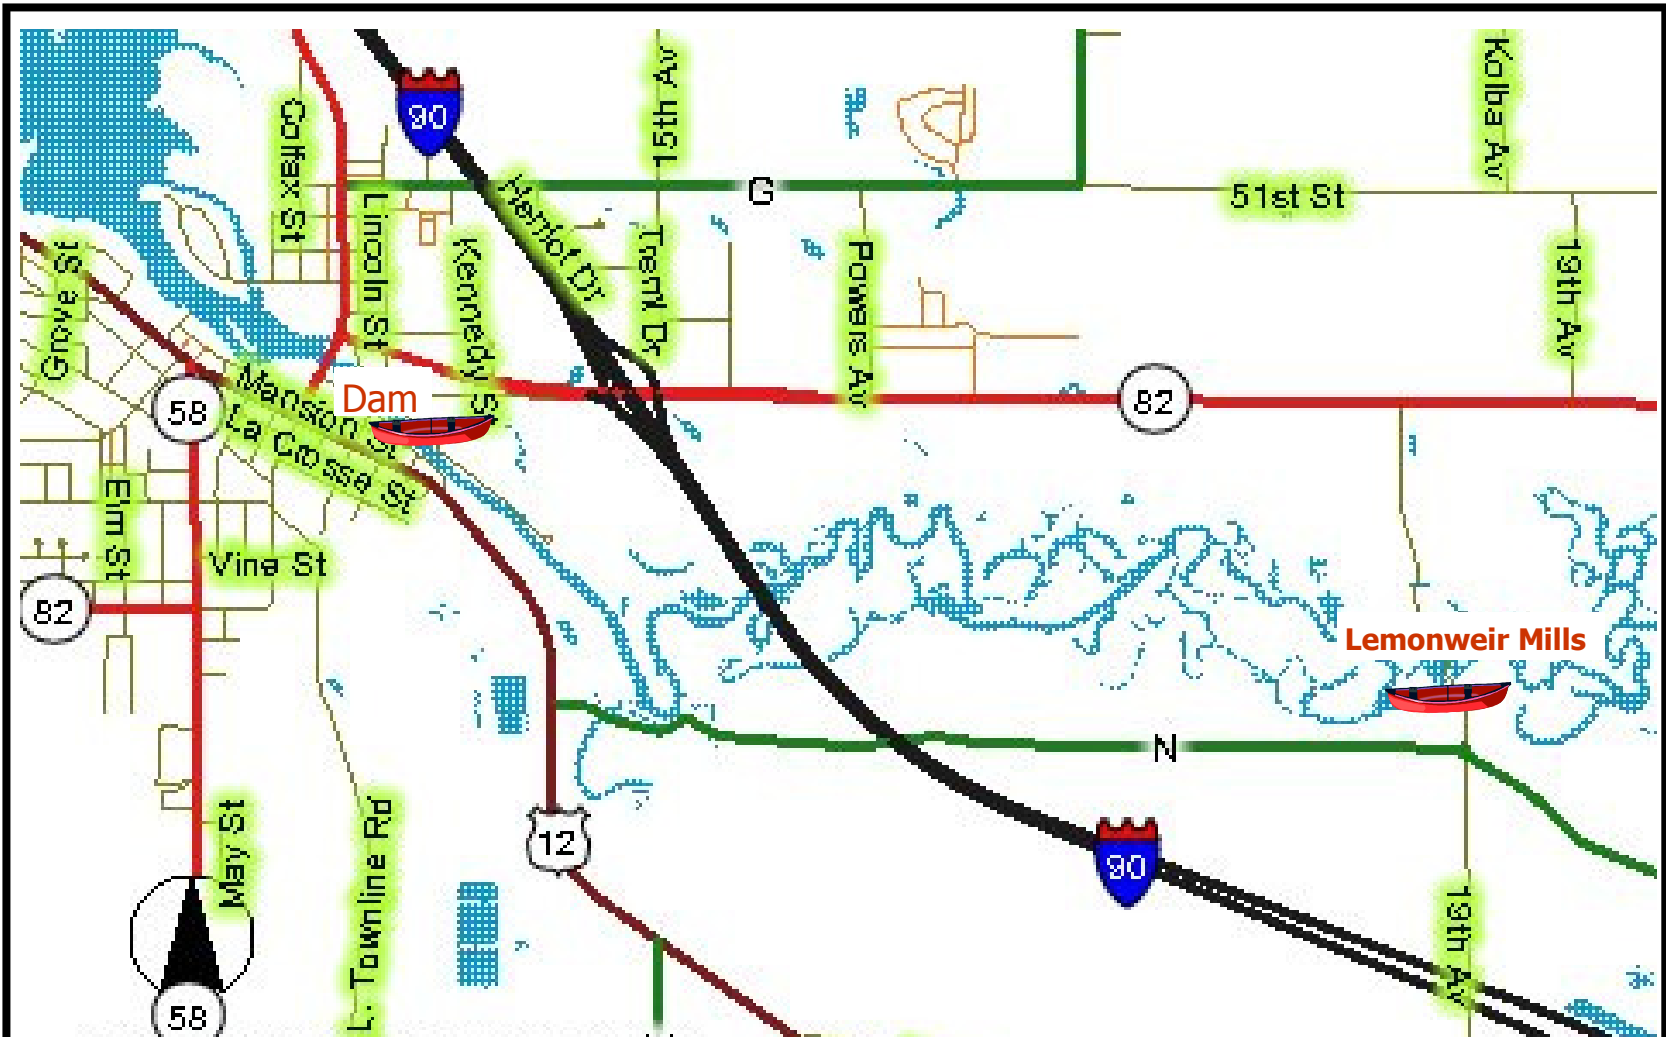 90
15th Av
Kolba Av
Colfax St
G
51st St
Herriot Dr
Lincoln St
Grove St
Kennedy St
Teaml Dr
Powers Av
19th Av
58
Mansion St
Dam
82
La Crosse St
Elm St
Vine St
82
Lemonweir Mills
N
May St
L. Townline Rd
12
90
19th Av
58